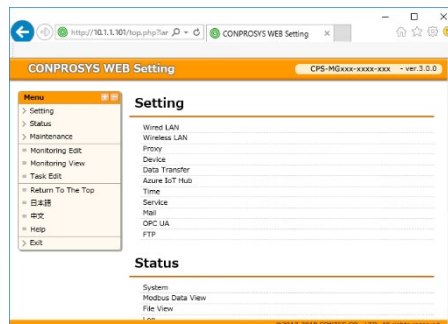 http://10.1.1.101/top.php?lar
CONPROSYS WEB Setting
CONPROSYS WEB Setting
CPS-MGxxx-xxxx-xxx - ver.3.0.0
Menu
> Setting
> Status
> Maintenance
Monitoring Edit
Monitoring View
Task Edit
Return To The Top
日本語
中文
Help
> Exit
Setting
Wired LAN
Wireless LAN
Proxy
Device
Data Transfer
Azure IoT Hub
Time
Service
Mail
OPC UA
FTP
Status
System
Modbus Data View
File View
Log